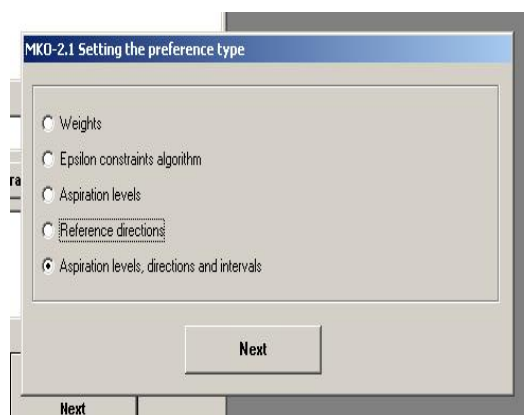 MKO-2.1 Setting the preference type
Weights
Epsilon constraints algorithm
Aspiration levels
ra
Reference directions
Aspiration levels, directions and intervals
Next
Next